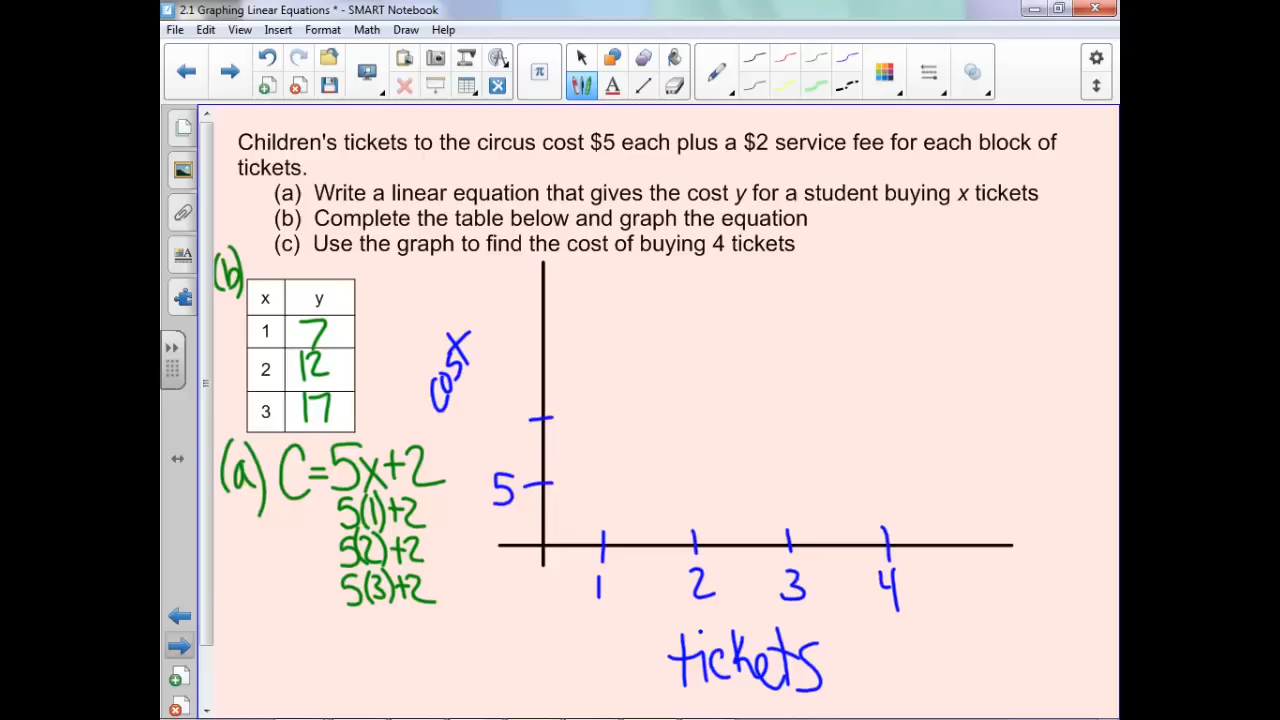 2.1 Graphing Linear Equations * - SMART Notebook
File Edit View Insert Format Math Draw Help
π
A
Children's tickets to the circus cost $5 each plus a $2 service fee for each block of
tickets.
(a) Write a linear equation that gives the cost y for a student buying x tickets
(b) Complete the table below and graph the equation
(c) Use the graph to find the cost of buying 4 tickets
(b)
x y
1 7
2 12
3 17
cost
(a) C=5x+2
5(1)+2
5(2)+2
5(3)+2
5
1 2 3 4
tickets